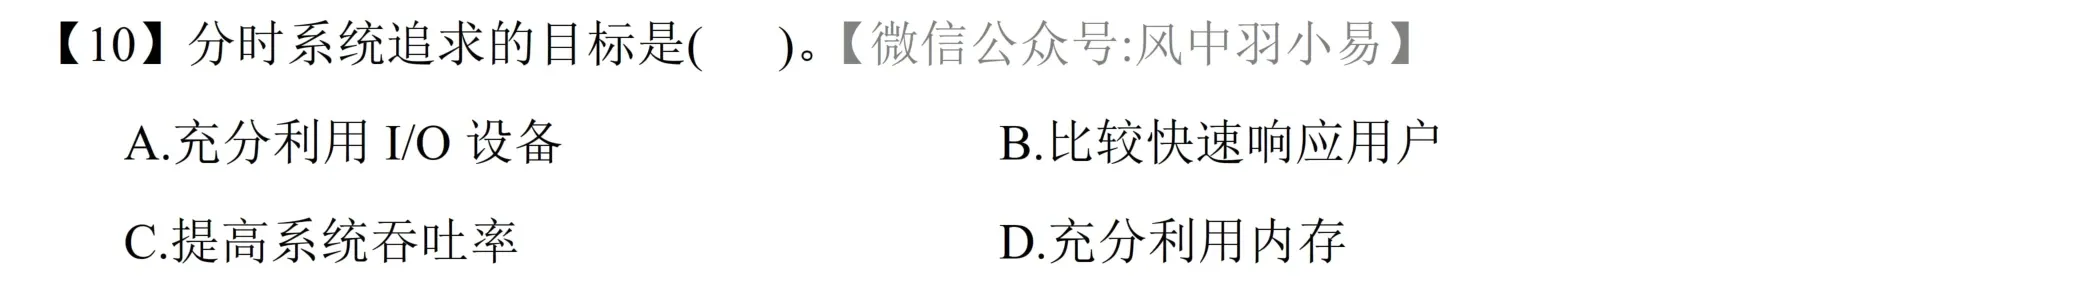 【10】分时系统追求的目标是(    )。【微信公众号:风中羽小易】
A.充分利用 I/O 设备    B.比较快速响应用户
C.提高系统吞吐率    D.充分利用内存